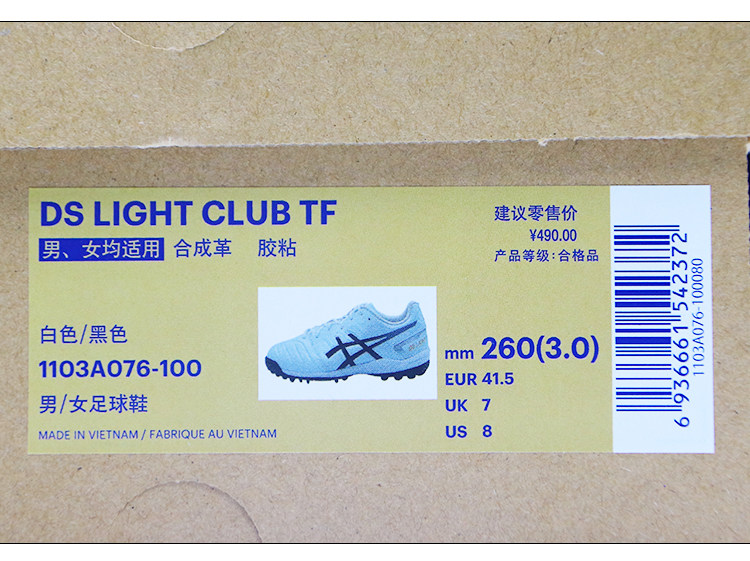 DS LIGHT CLUB TF
男、女均适用 合成革 胶粘
建议零售价
¥490.00
产品等级:合格品
白色/黑色
1103A076-100
男/女足球鞋
MADE IN VIETNAM / FABRIQUE AU VIETNAM
mm 260(3.0)
EUR 41.5
UK 7
US 8
6 936661 542372
1103A076-100080